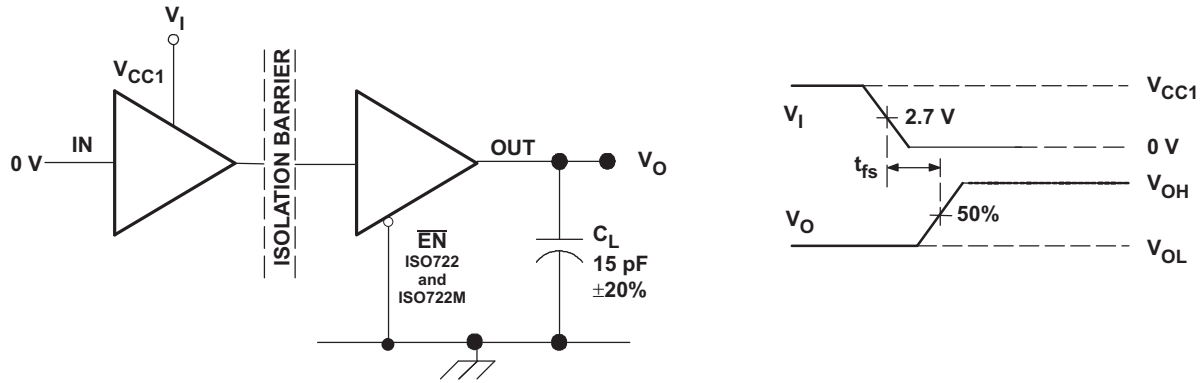 V_I
V_CC1
IN
0 V
ISOLATION BARRIER
OUT
V_O
EN
ISO722
and
ISO722M
C_L
15 pF
±20%
V_CC1
V_I
2.7 V
0 V
t_fs
V_OH
V_O
50%
V_OL